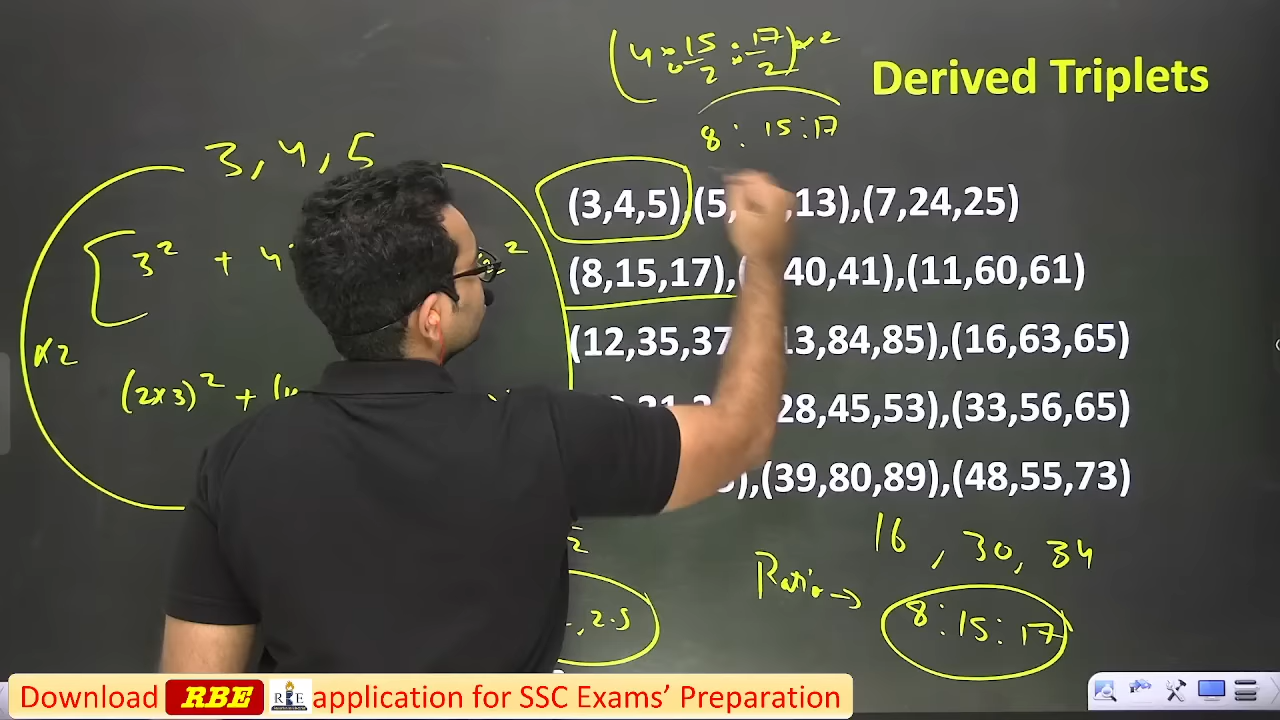 (4 : 15/2 : 17/2) × 2
Derived Triplets
8 : 15 : 17
3, 4, 5
(3,4,5),(5, ,13),(7,24,25)
[3² + 4 ²
(8,15,17),( 40,41),(11,60,61)
×2
(12,35,37 13,84,85),(16,63,65)
(2×3)² +
28,45,53),(33,56,65)
),(39,80,89),(48,55,73)
16, 30, 34
Ratio →
8 : 15 : 17
, 2.5
Download RBE application for SSC Exams’ Preparation